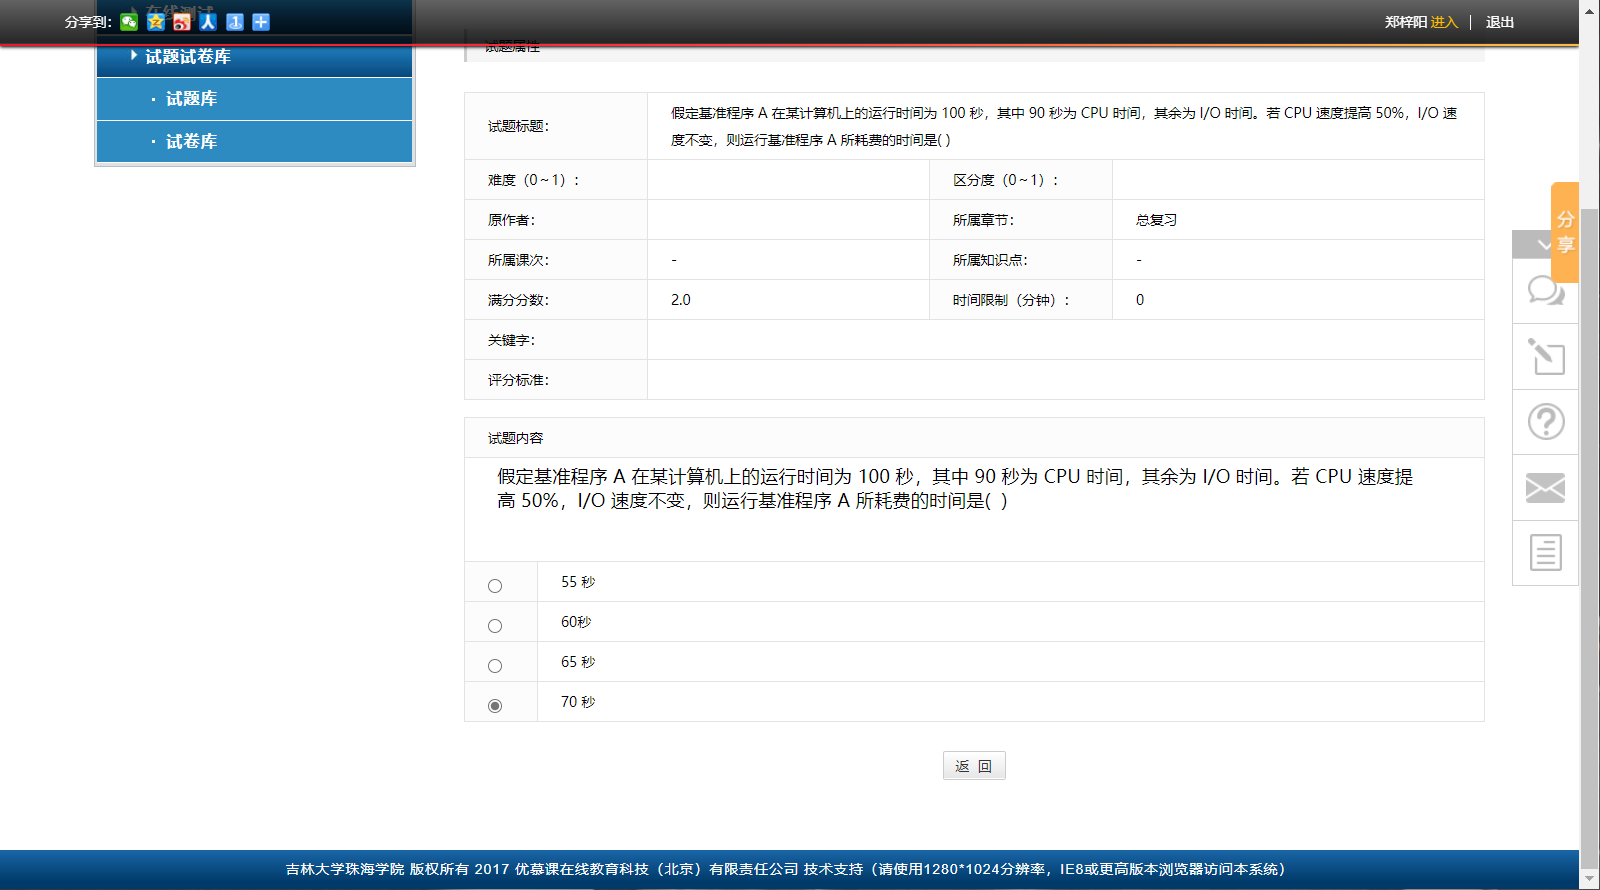 分享到：
郑梓阳 进入 | 退出
在线测试
试题试卷库
· 试题库
· 试卷库
试题属性
试题标题：
假定基准程序 A 在某计算机上的运行时间为 100 秒，其中 90 秒为 CPU 时间，其余为 I/O 时间。若 CPU 速度提高 50%，I/O 速
度不变，则运行基准程序 A 所耗费的时间是( )
难度（0～1）：
区分度（0～1）：
原作者：
所属章节： 总复习
所属课次： -
所属知识点： -
满分分数： 2.0
时间限制（分钟）： 0
关键字：
评分标准：
试题内容
假定基准程序 A 在某计算机上的运行时间为 100 秒，其中 90 秒为 CPU 时间，其余为 I/O 时间。若 CPU 速度提
高 50%，I/O 速度不变，则运行基准程序 A 所耗费的时间是( )
55 秒
60秒
65 秒
70 秒
返 回
分
享
吉林大学珠海学院 版权所有 2017 优慕课在线教育科技（北京）有限责任公司 技术支持（请使用1280*1024分辨率，IE8或更高版本浏览器访问本系统）